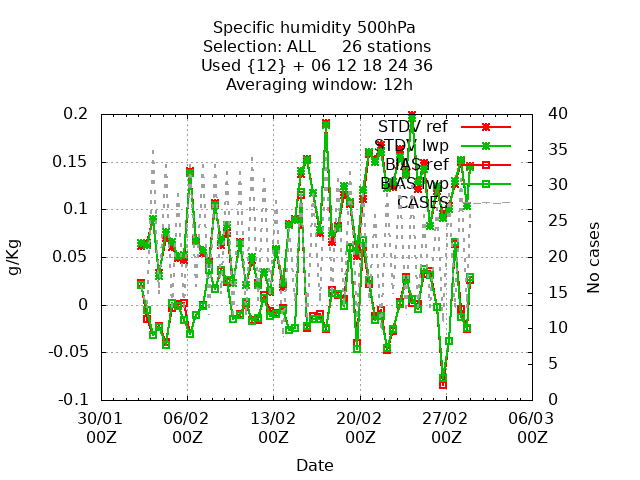 Specific humidity 500hPa
Selection: ALL     26 stations
Used {12} + 06 12 18 24 36
Averaging window: 12h
STDV ref
STDV lwp
BIAS ref
BIAS lwp
CASES
g/Kg
0.2
0.15
0.1
0.05
0
-0.05
-0.1
No cases
40
35
30
25
20
15
10
5
0
30/01 06/02 13/02 20/02 27/02 06/03
00Z 00Z 00Z 00Z 00Z 00Z
Date